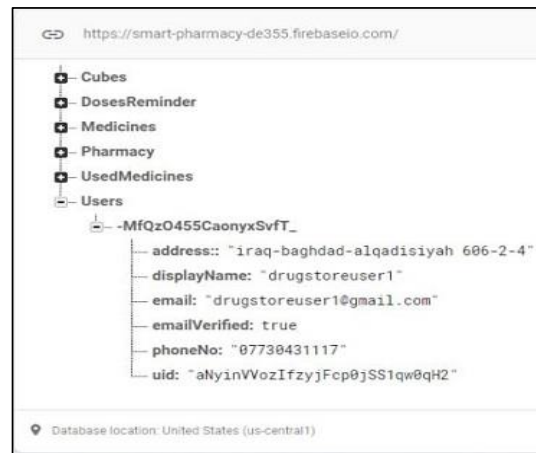 https://smart-pharmacy-de355.firebaseio.com/
Cubes
DosesReminder
Medicines
Pharmacy
UsedMedicines
Users
-MfQzO455CaonyxSvfT_
address:: "iraq-baghdad-alqadisiyah 606-2-4"
displayName: "drugstoreuser1"
email: "drugstoreuser1@gmail.com"
emailVerified: true
phoneNo: "07730431117"
uid: "aNyinVVozIfzyjFcp0jSS1qw0qH2"
Database location: United States (us-central1)